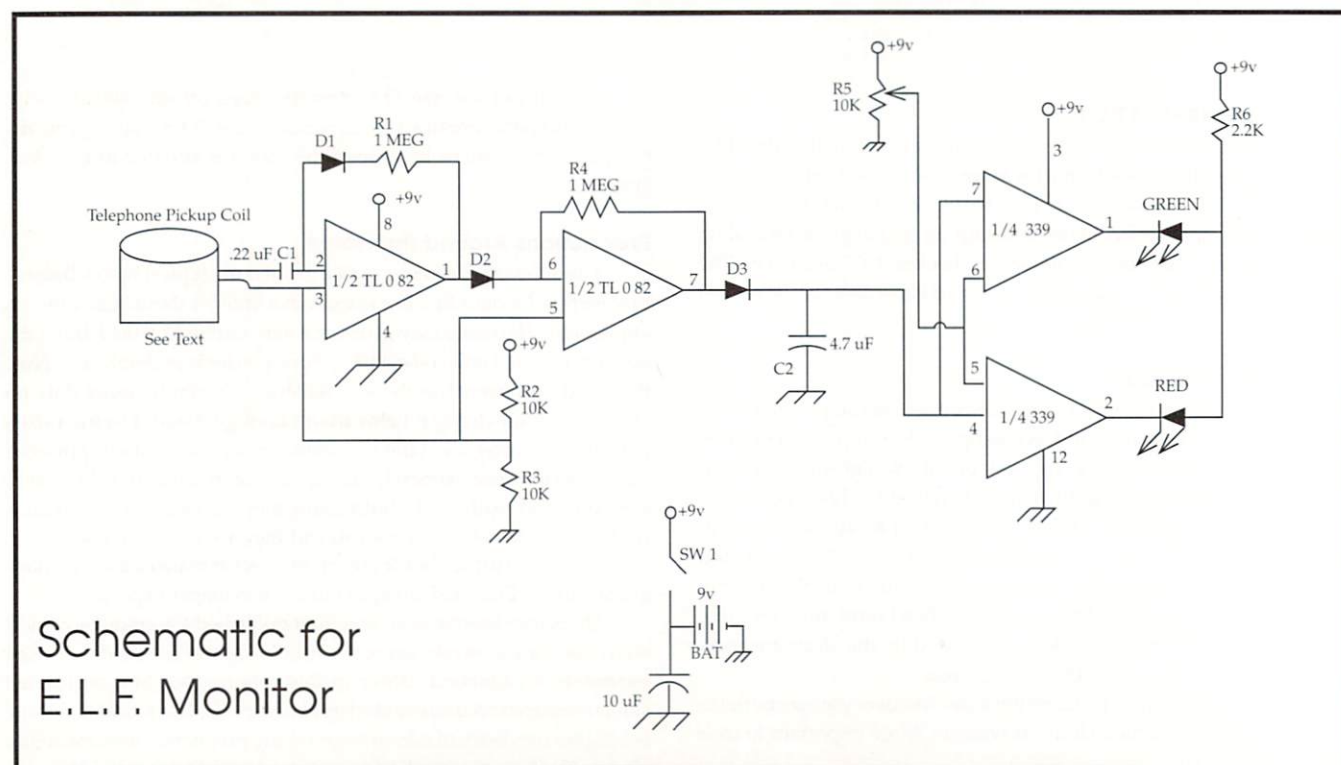 +9v
R5
10K
+9v
3
+9v
R6
2.2K
D1
R1
1 MEG
+9v
8
R4
1 MEG
7
1/4 339
1
6
GREEN
Telephone Pickup Coil
.22 uF C1
2
3
1/2 TL 0 82
1
4
D2
6
1/2 TL 0 82
7
5
D3
See Text
4.7 uF
C2
5
1/4 339
2
4
12
RED
+9v
R2
10K
R3
10K
+9v
SW 1
9v
BAT
10 uF
Schematic for
E.L.F. Monitor